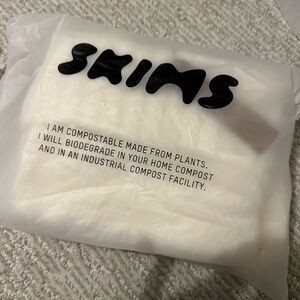 SKIMS
I AM COMPOSTABLE MADE FROM PLANTS.
I WILL BIODEGRADE IN YOUR HOME COMPOST
AND IN AN INDUSTRIAL COMPOST FACILITY.